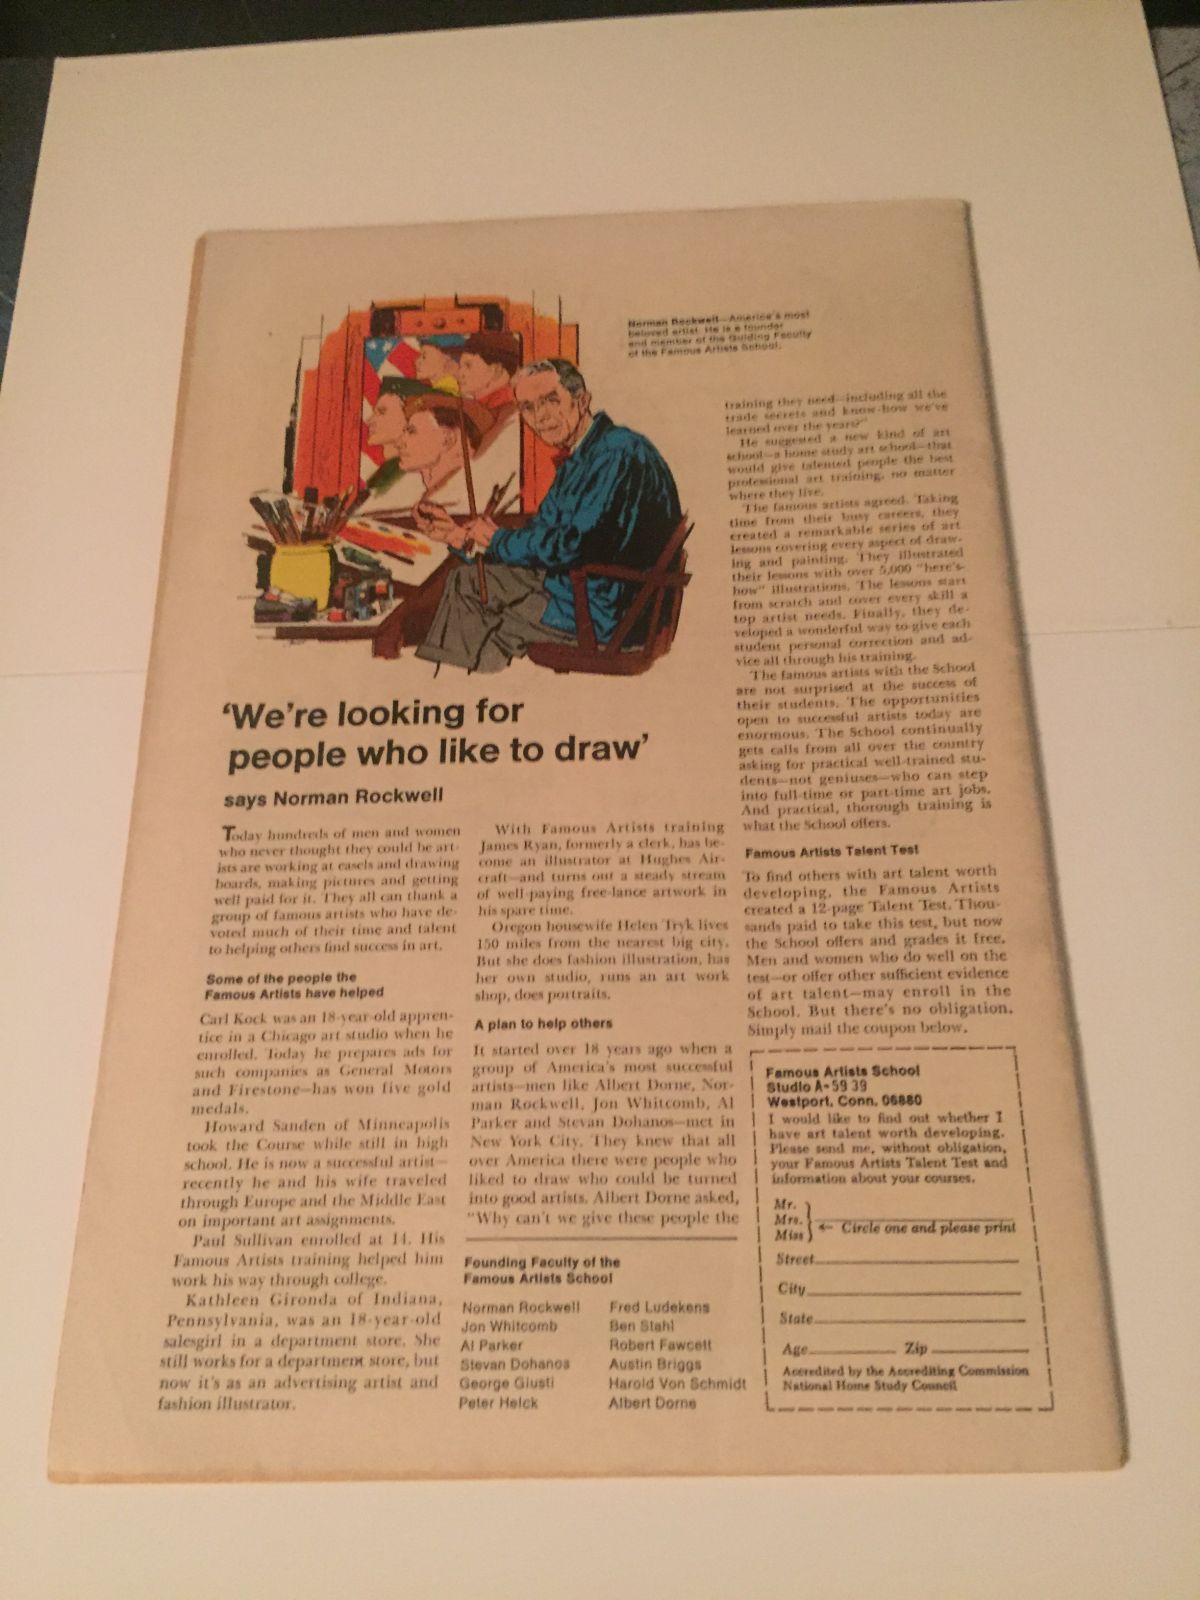 Norman Rockwell—America's most
beloved artist. He is a founder
and member of the Guiding Faculty
of the Famous Artists School.
'We're looking for
people who like to draw'
says Norman Rockwell
Today hundreds of men and women
who never thought they could be art-
ists are working at easels and drawing
boards, making pictures and getting
well paid for it. They all can thank a
group of famous artists who have de-
voted much of their time and talent
to helping others find success in art.
Some of the people the
Famous Artists have helped
Carl Kock was an 18-year-old appren-
tice in a Chicago art studio when he
enrolled. Today he prepares ads for
such companies as General Motors
and Firestone—has won five gold
medals.
Howard Sanden of Minneapolis
took the Course while still in high
school. He is now a successful artist—
recently he and his wife traveled
through Europe and the Middle East
on important art assignments.
Paul Sullivan enrolled at 14. His
Famous Artists training helped him
work his way through college.
Kathleen Gironda of Indiana,
Pennsylvania, was an 18-year-old
salesgirl in a department store. She
still works for a department store, but
now it's as an advertising artist and
fashion illustrator.
With Famous Artists training
James Ryan, formerly a clerk, has be-
come an illustrator at Hughes Air-
craft—and turns out a steady stream
of well-paying free-lance artwork in
his spare time.
Oregon housewife Helen Tryk lives
150 miles from the nearest big city.
But she does fashion illustration, has
her own studio, runs an art work
shop, does portraits.
A plan to help others
It started over 18 years ago when a
group of America's most successful
artists—men like Albert Dorne, Nor-
man Rockwell, Jon Whitcomb, Al
Parker and Stevan Dohanos—met in
New York City. They knew that all
over America there were people who
liked to draw who could be turned
into good artists. Albert Dorne asked,
"Why can't we give these people the
Founding Faculty of the
Famous Artists School
Norman Rockwell
Jon Whitcomb
Al Parker
Stevan Dohanos
George Giusti
Peter Helck
Fred Ludekens
Ben Stahl
Robert Fawcett
Austin Briggs
Harold Von Schmidt
Albert Dorne
training they need—including all the
trade secrets and know-how we've
learned over the years?"
He suggested a new kind of art
school—a home study art school—that
would give talented people the best
professional art training, no matter
where they live.
The famous artists agreed. Taking
time from their busy careers, they
created a remarkable series of art
lessons covering every aspect of draw-
ing and painting. They illustrated
their lessons with over 5,000 "here's-
how" illustrations. The lessons start
from scratch and cover every skill a
top artist needs. Finally, they de-
veloped a wonderful way to give each
student personal correction and ad-
vice all through his training.
The famous artists with the School
are not surprised at the success of
their students. The opportunities
open to successful artists today are
enormous. The School continually
gets calls from all over the country
asking for practical well-trained stu-
dents—not geniuses—who can step
into full-time or part-time art jobs.
And practical, thorough training is
what the School offers.
Famous Artists Talent Test
To find others with art talent worth
developing, the Famous Artists
created a 12-page Talent Test. Thou-
sands paid to take this test, but now
the School offers and grades it free.
Men and women who do well on the
test—or offer other sufficient evidence
of art talent—may enroll in the
School. But there's no obligation.
Simply mail the coupon below.
Famous Artists School
Studio A-5939
Westport, Conn. 06880
I would like to find out whether I
have art talent worth developing.
Please send me, without obligation,
your Famous Artists Talent Test and
information about your courses.
Mr.
Mrs.
Miss
← Circle one and please print
Street
City
State
Age Zip
Accredited by the Accrediting Commission
National Home Study Council